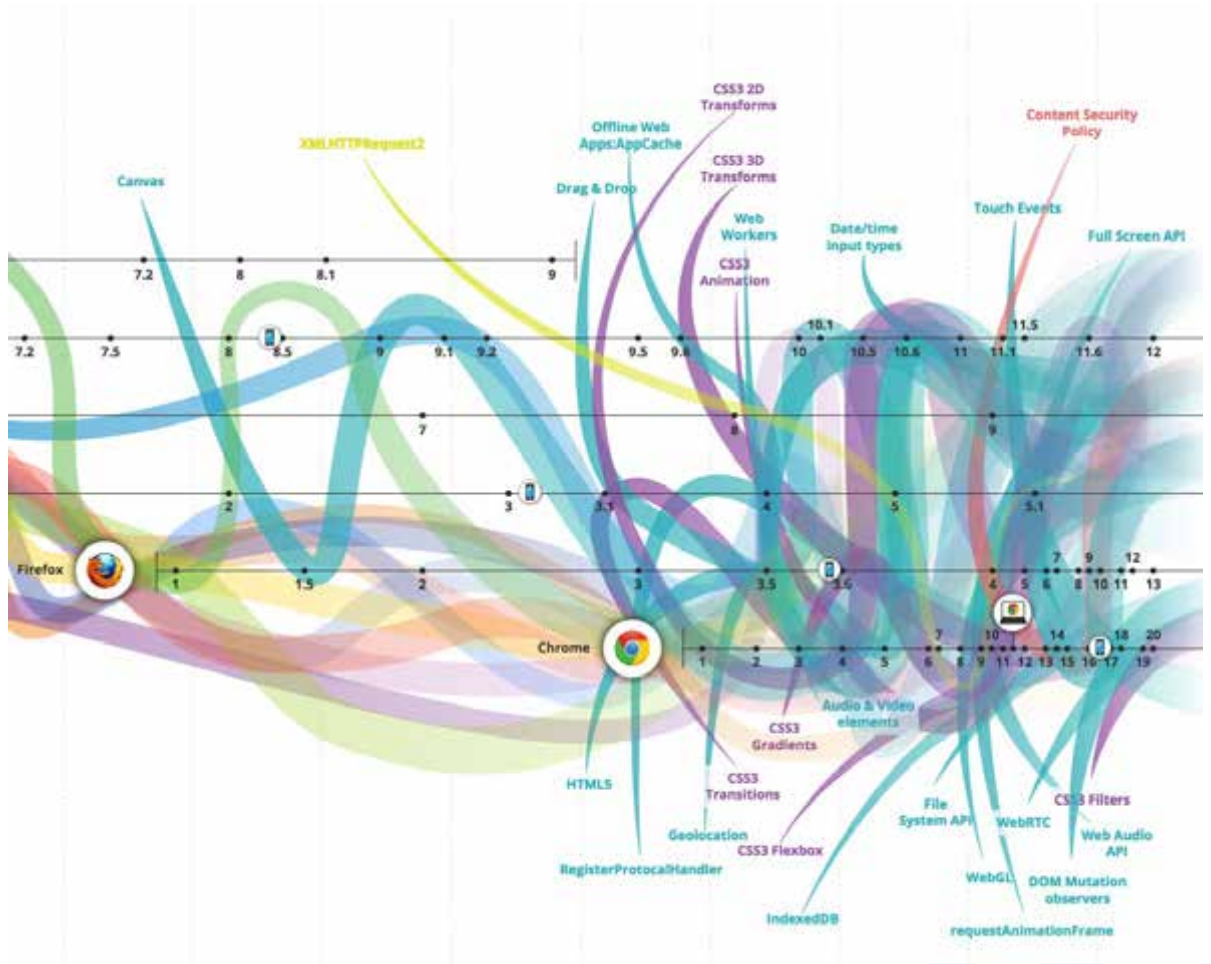 CSS3 2D
Transforms
Content Security
Policy
Offline Web
Apps:AppCache
XMLHTTPRequest2
CSS3 3D
Transforms
Canvas
Drag & Drop
Touch Events
Web
Workers
Date/time
input types
Full Screen API
CSS3
Animation
7.2 8 8.1 9
10.1 11.5
7.2 7.5 8 8.5 9 9.1 9.2 9.5 9.6 10 10.5 10.6 11 11.1 11.6 12
7 8 9
2 3 3.1 4 5 5.1
7 9 12
Firefox
1 1.5 2 3 3.5 3.6 4 5 6 8 10 11 13
7 10 14 18 20
Chrome
1 2 3 4 5 6 8 9 11 12 13 15 16 17 19
Audio & Video
elements
CSS3
Gradients
HTML5
CSS3
Transitions
File
System API
CSS3 Filters
WebRTC
Geolocation
Web Audio
API
CSS3 Flexbox
RegisterProtocalHandler
WebGL
DOM Mutation
observers
IndexedDB
requestAnimationFrame